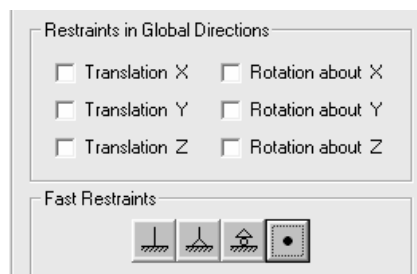 Restraints in Global Directions
Translation X Rotation about X
Translation Y Rotation about Y
Translation Z Rotation about Z
Fast Restraints